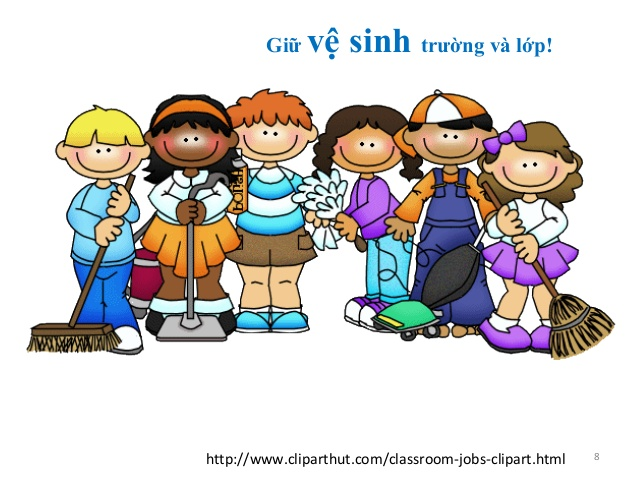 Giữ vệ sinh trường và lớp!
http://www.cliparthut.com/classroom-jobs-clipart.html
8